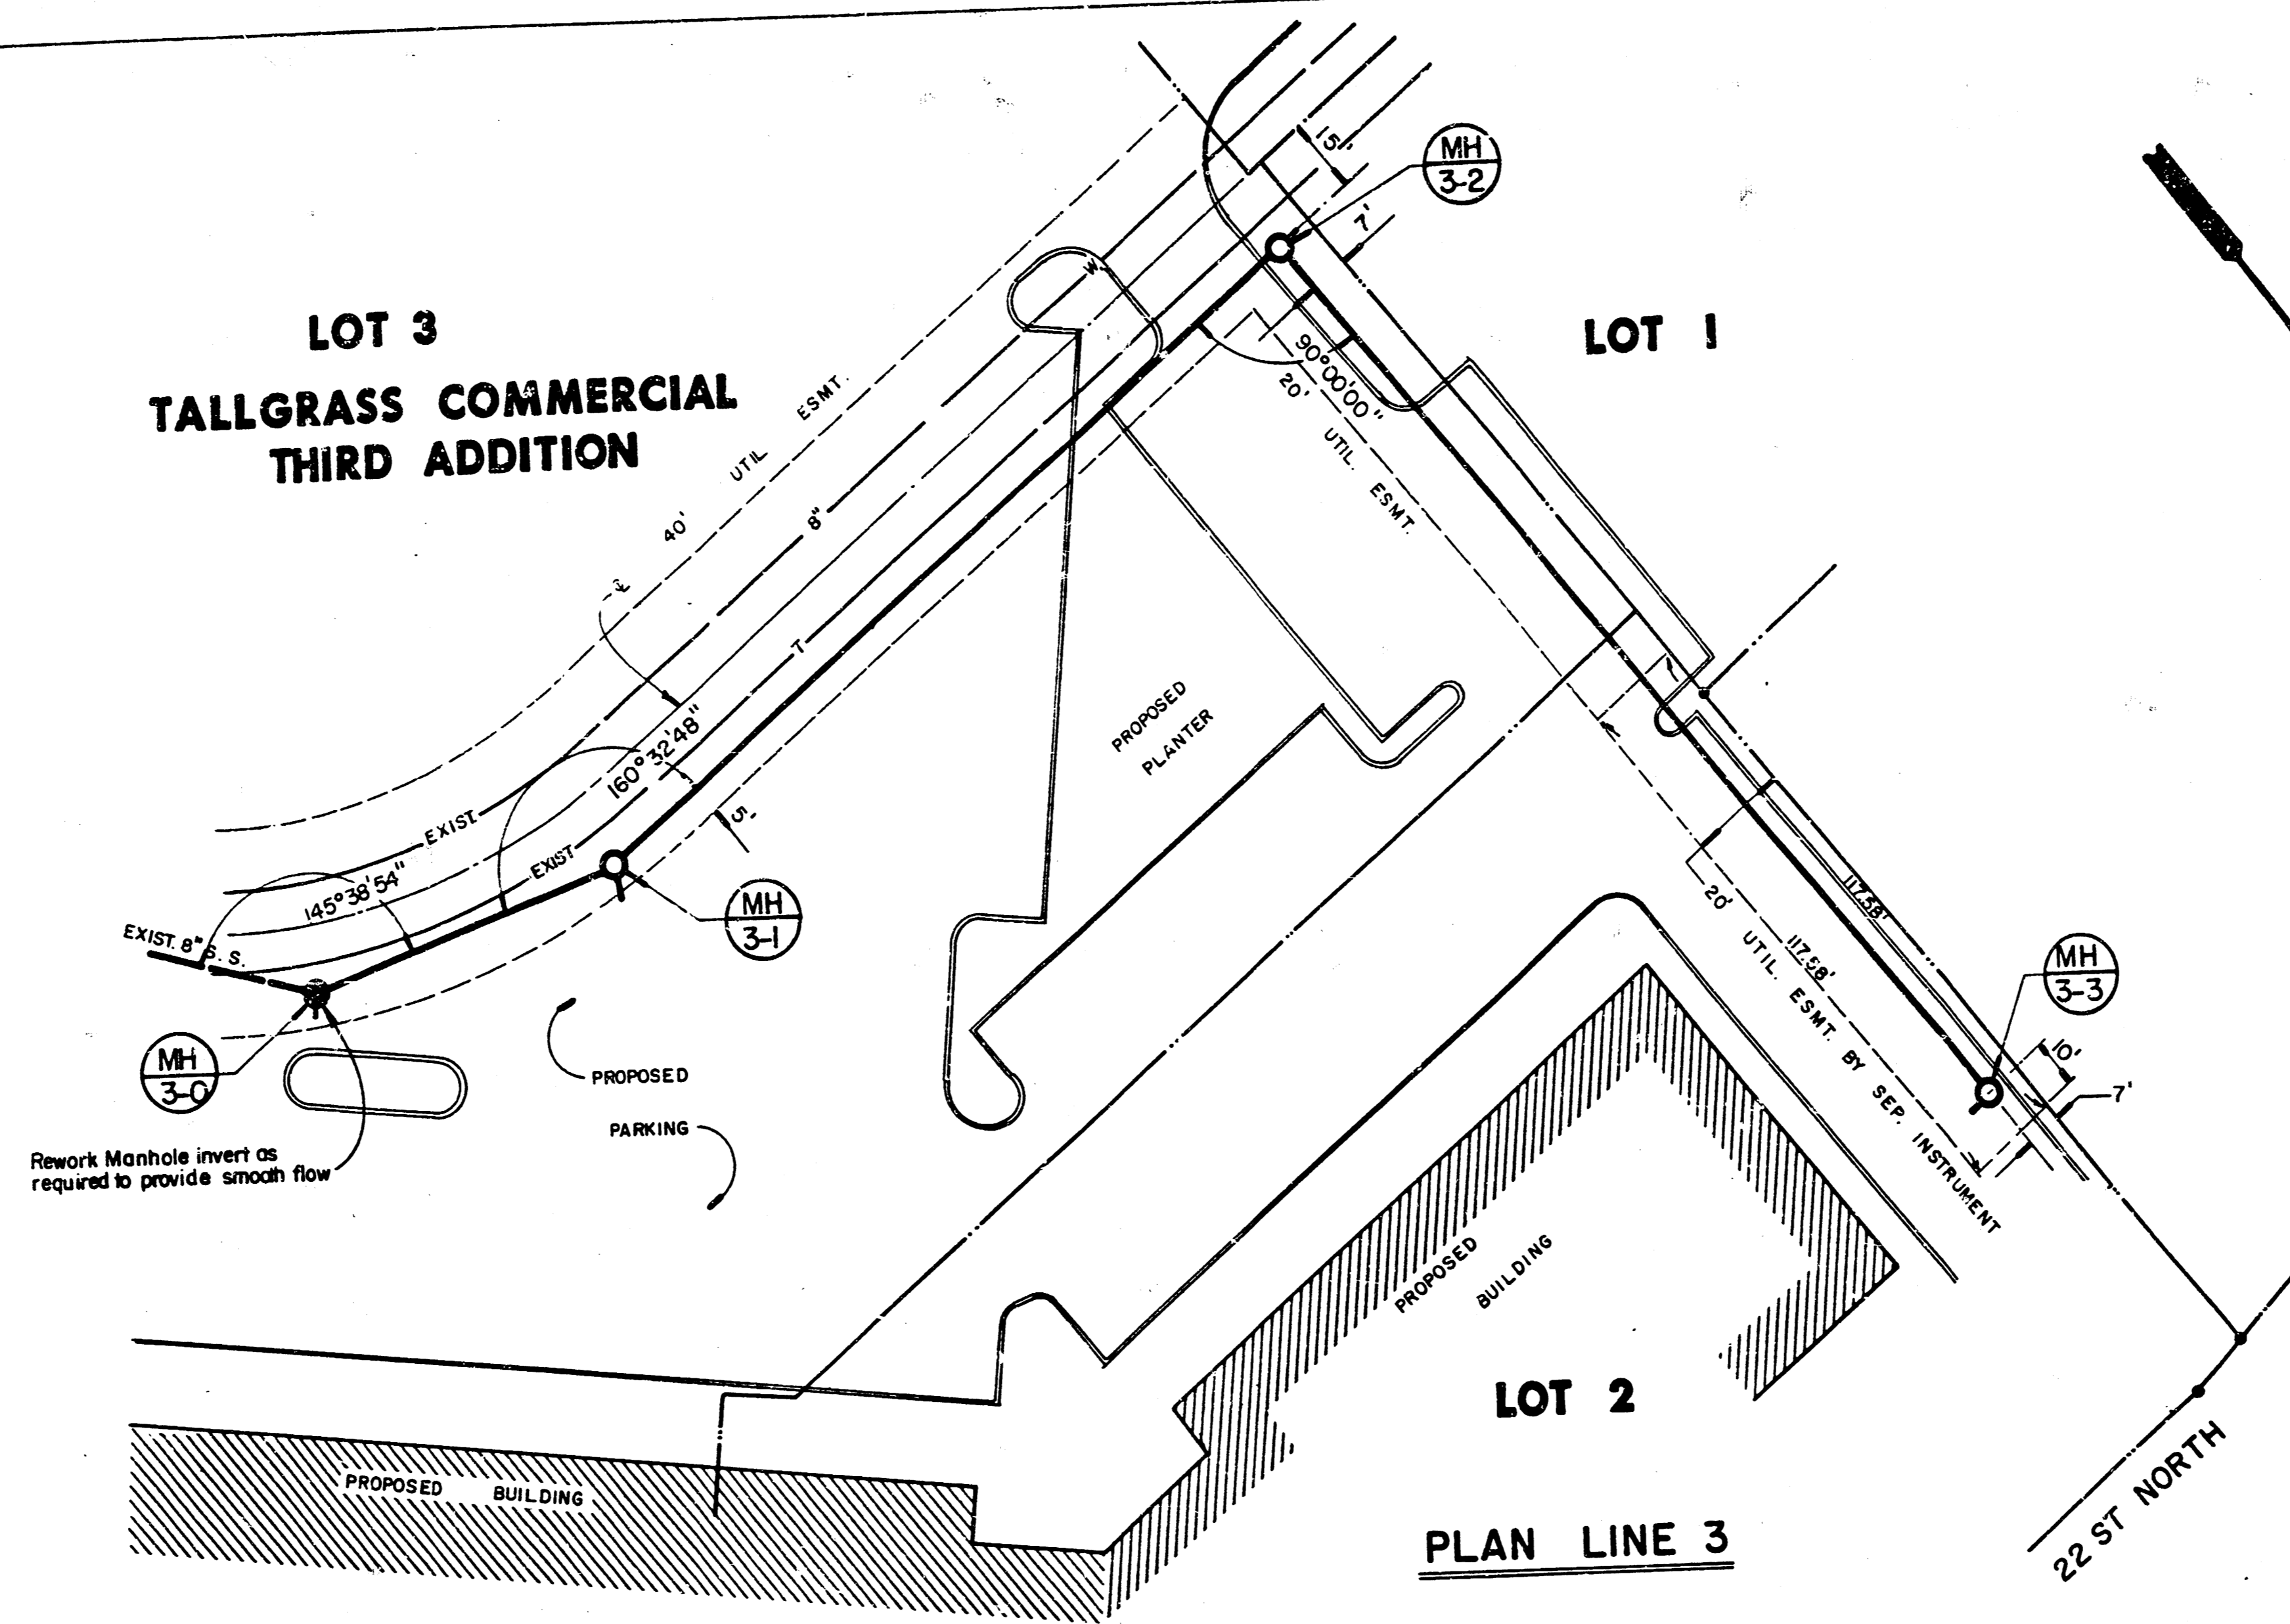 15'
MH
3-2
7'
W
LOT 3
LOT 1
TALLGRASS COMMERCIAL
THIRD ADDITION
40' UTIL ESMT.
90°00'00"
20' UTIL. ESMT.
8"
T
PROPOSED
PLANTER
160°32'48"
5'
EXIST.
EXIST
145°38'54"
MH
3-1
EXIST. 8" S. S.
117.58'
117.58'
20' UTIL. ESMT. BY SEP. INSTRUMENT
MH
3-3
10'
7'
MH
3-0
PROPOSED
PARKING
Rework Manhole invert as
required to provide smooth flow
PROPOSED BUILDING
LOT 2
PROPOSED BUILDING
22 ST NORTH
PLAN LINE 3